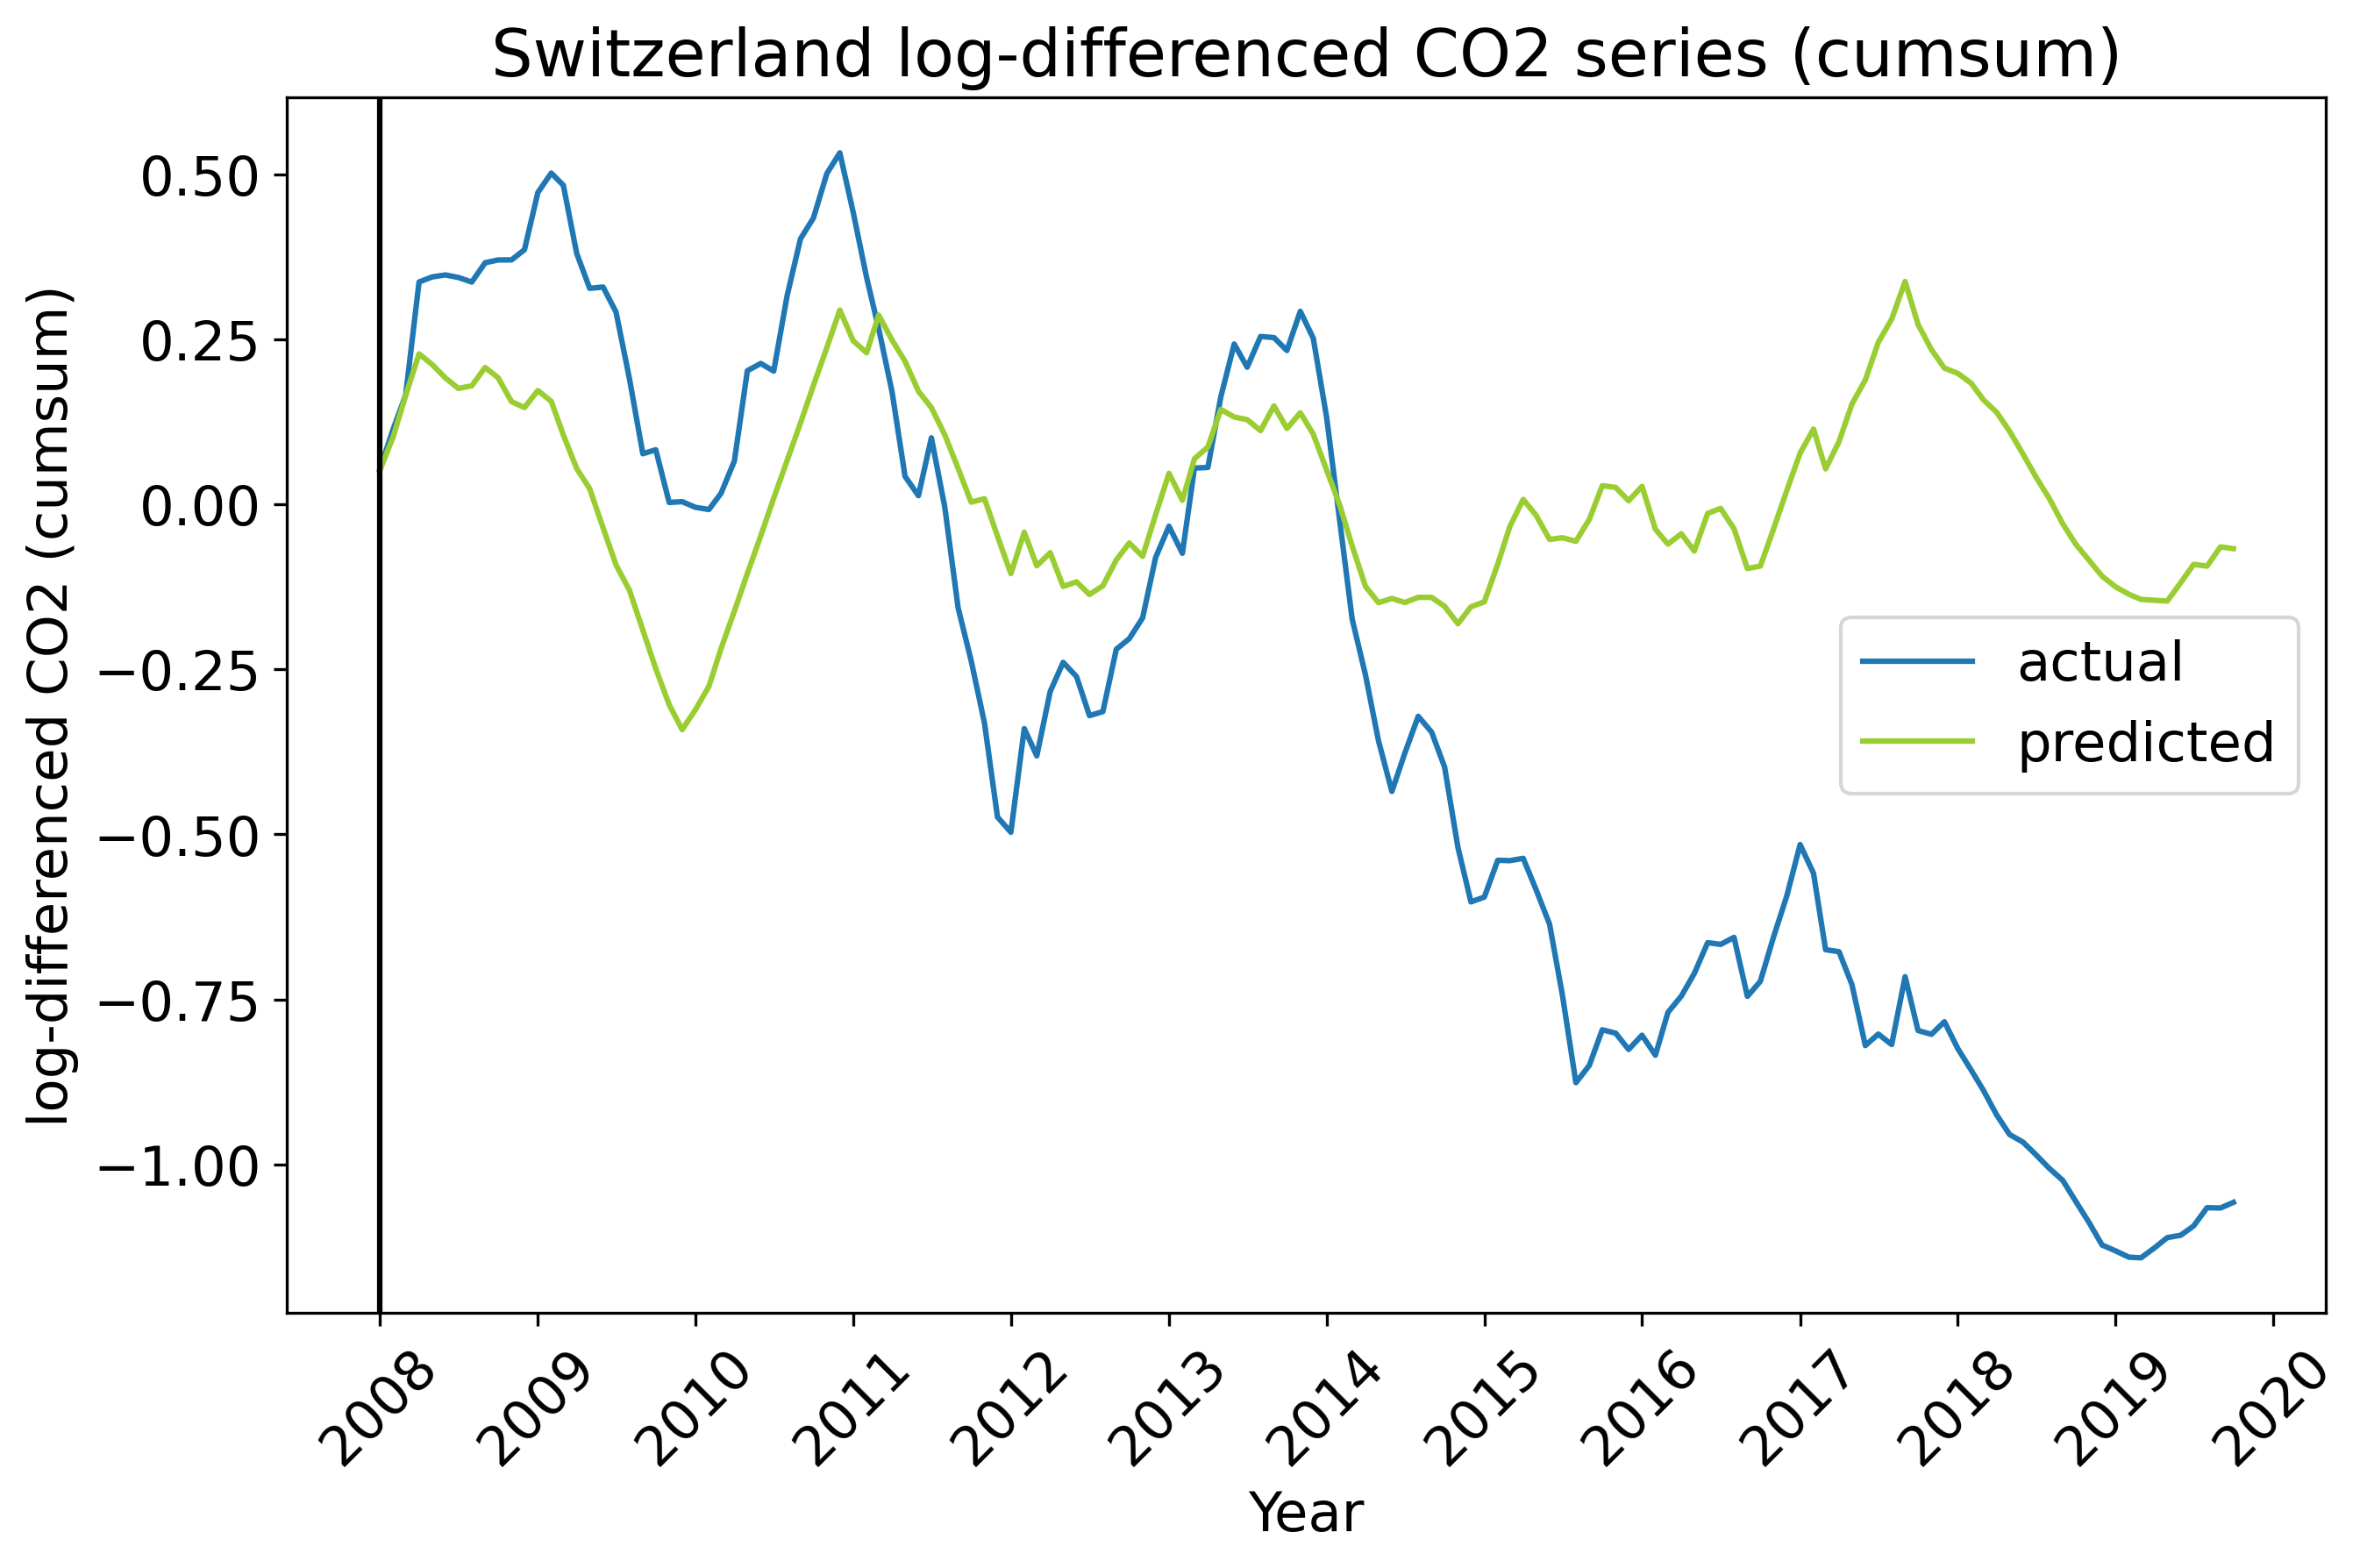 Switzerland log-differenced CO2 series (cumsum)
log-differenced CO2 (cumsum)
0.50
0.25
0.00
−0.25
−0.50
−0.75
−1.00
actual
predicted
2008 2009 2010 2011 2012 2013 2014 2015 2016 2017 2018 2019 2020
Year